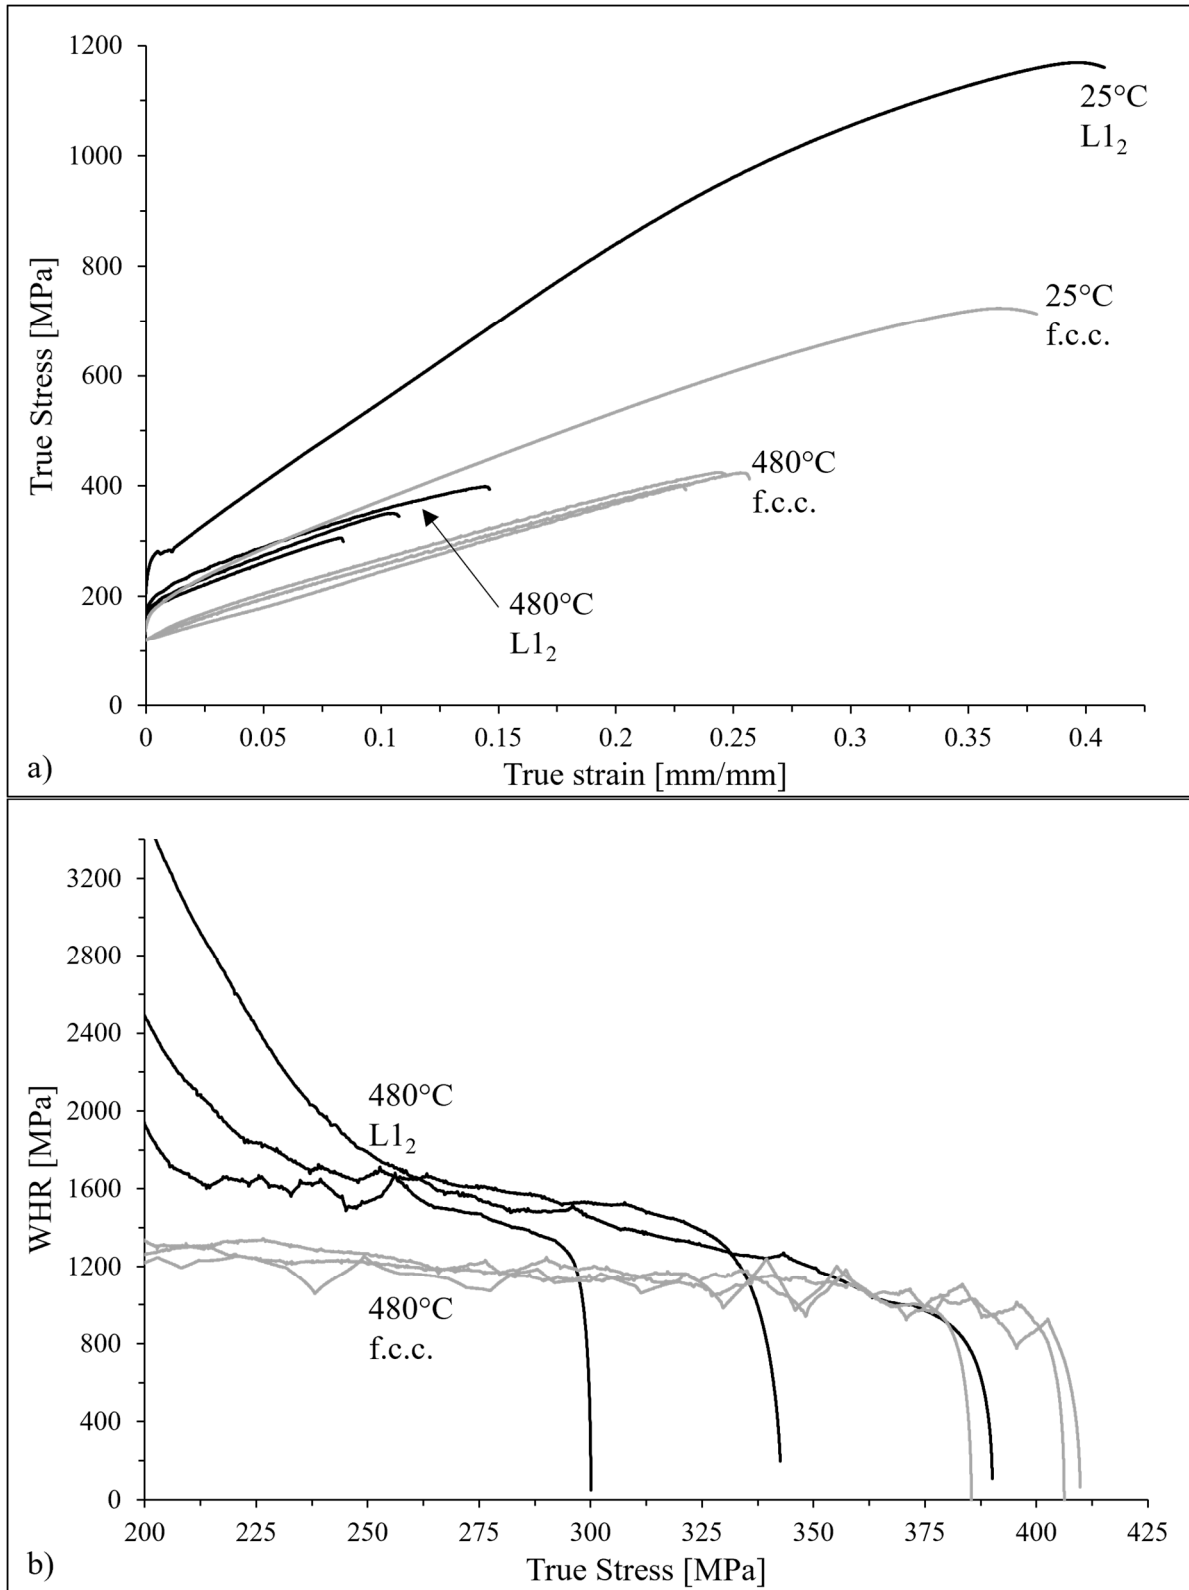 1200
1000
800
600
400
200
0
True Stress [MPa]
25°C
L1₂
25°C
f.c.c.
480°C
f.c.c.
480°C
L1₂
0 0.05 0.1 0.15 0.2 0.25 0.3 0.35 0.4
True strain [mm/mm]
a)
3200
2800
2400
2000
1600
1200
800
400
0
WHR [MPa]
480°C
L1₂
480°C
f.c.c.
200 225 250 275 300 325 350 375 400 425
True Stress [MPa]
b)